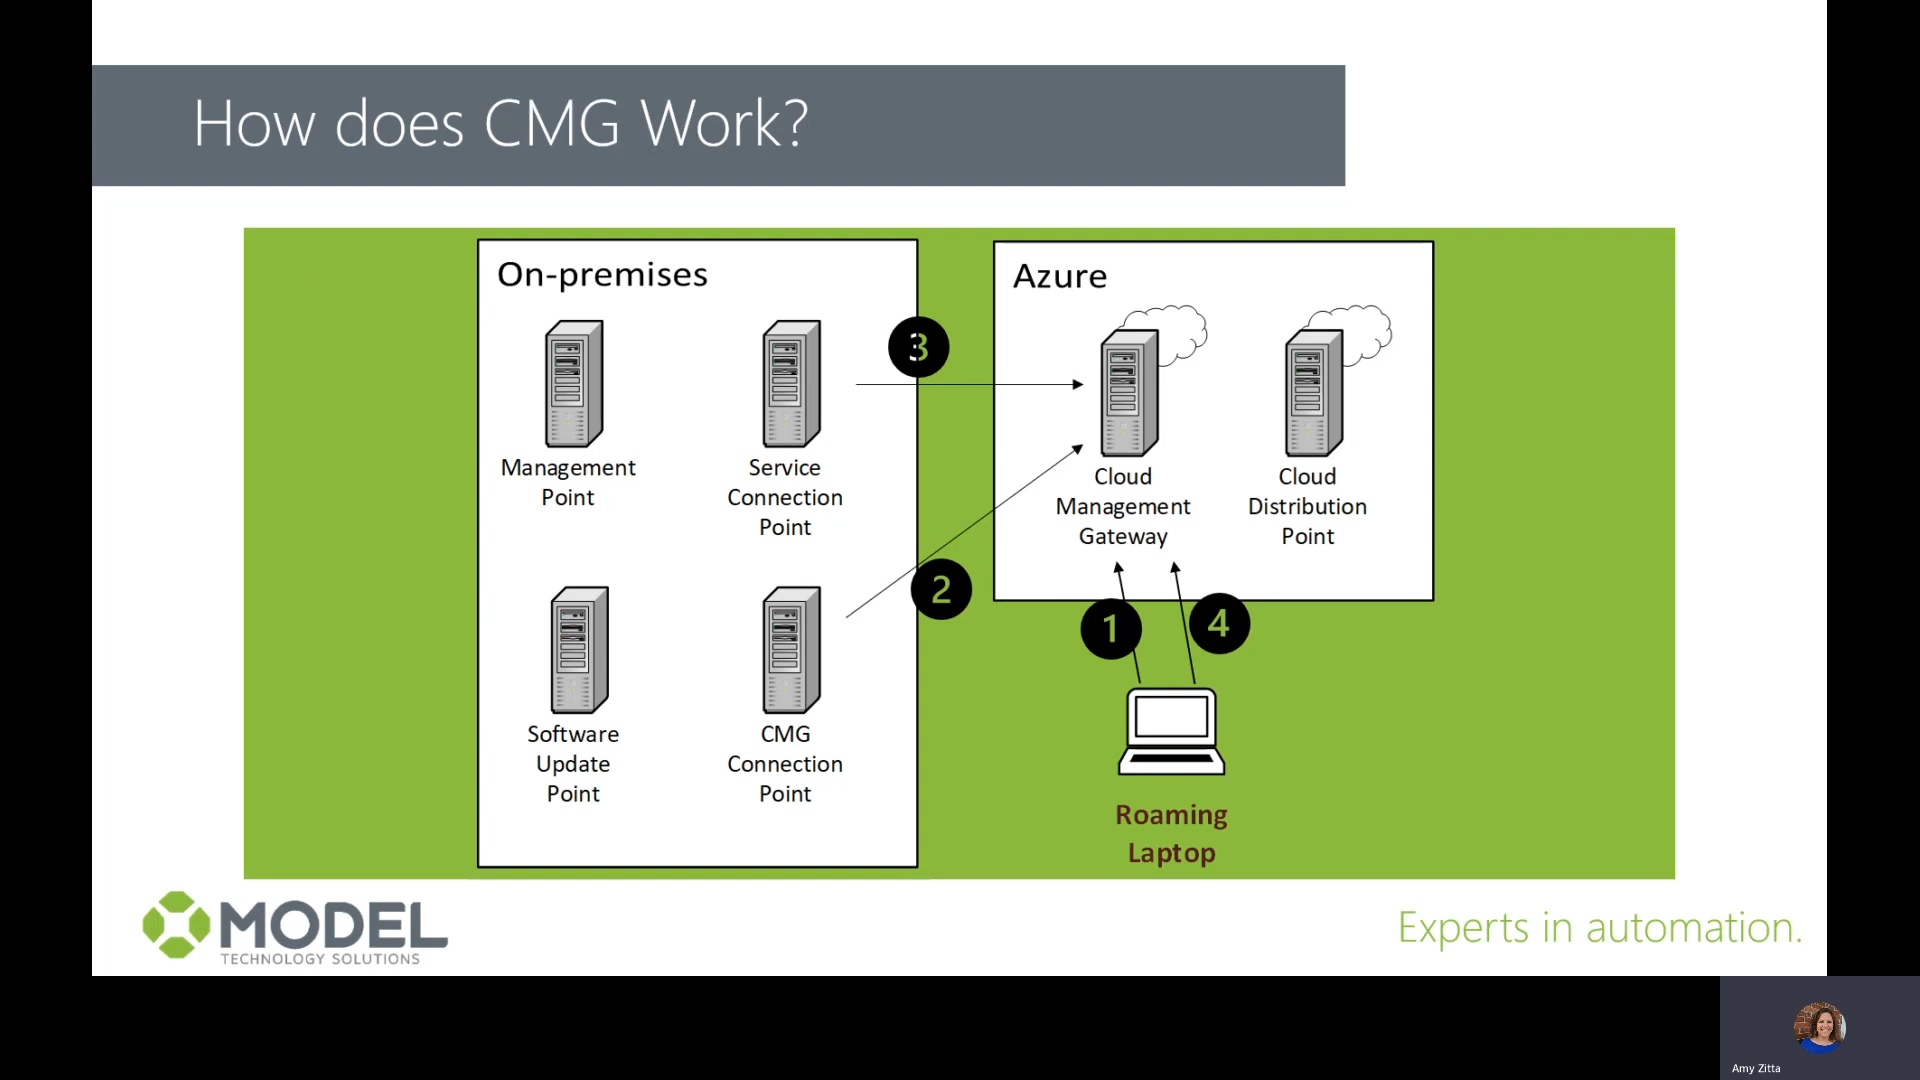 How does CMG Work?
On-premises
Management
Point
Service
Connection
Point
Software
Update
Point
CMG
Connection
Point
3
2
Azure
Cloud
Management
Gateway
Cloud
Distribution
Point
1
4
Roaming
Laptop
MODEL
TECHNOLOGY SOLUTIONS
Experts in automation.
Amy Zitta